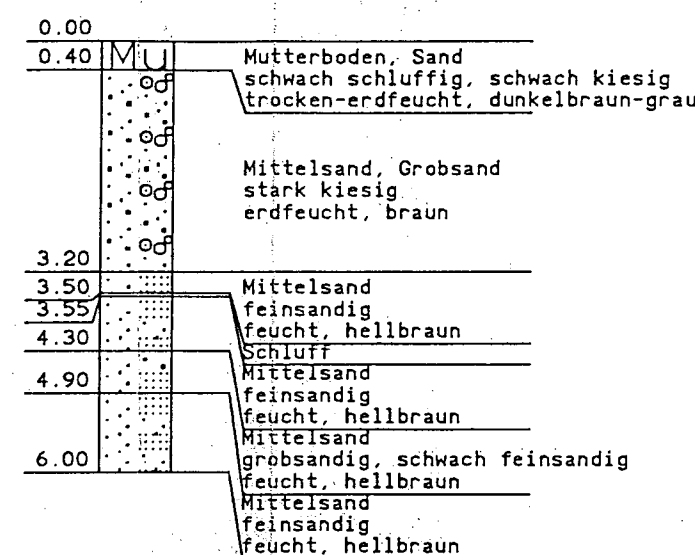 0.00
0.40
Mu
Mutterboden, Sand
schwach schluffig, schwach kiesig
trocken-erdfeucht, dunkelbraun-grau
Mittelsand, Grobsand
stark kiesig
erdfeucht, braun
3.20
3.50
3.55
4.30
4.90
6.00
Mittelsand
feinsandig
feucht, hellbraun
Schluff
Mittelsand
feinsandig
feucht, hellbraun
Mittelsand
grobsandig, schwach feinsandig
feucht, hellbraun
Mittelsand
feinsandig
feucht, hellbraun